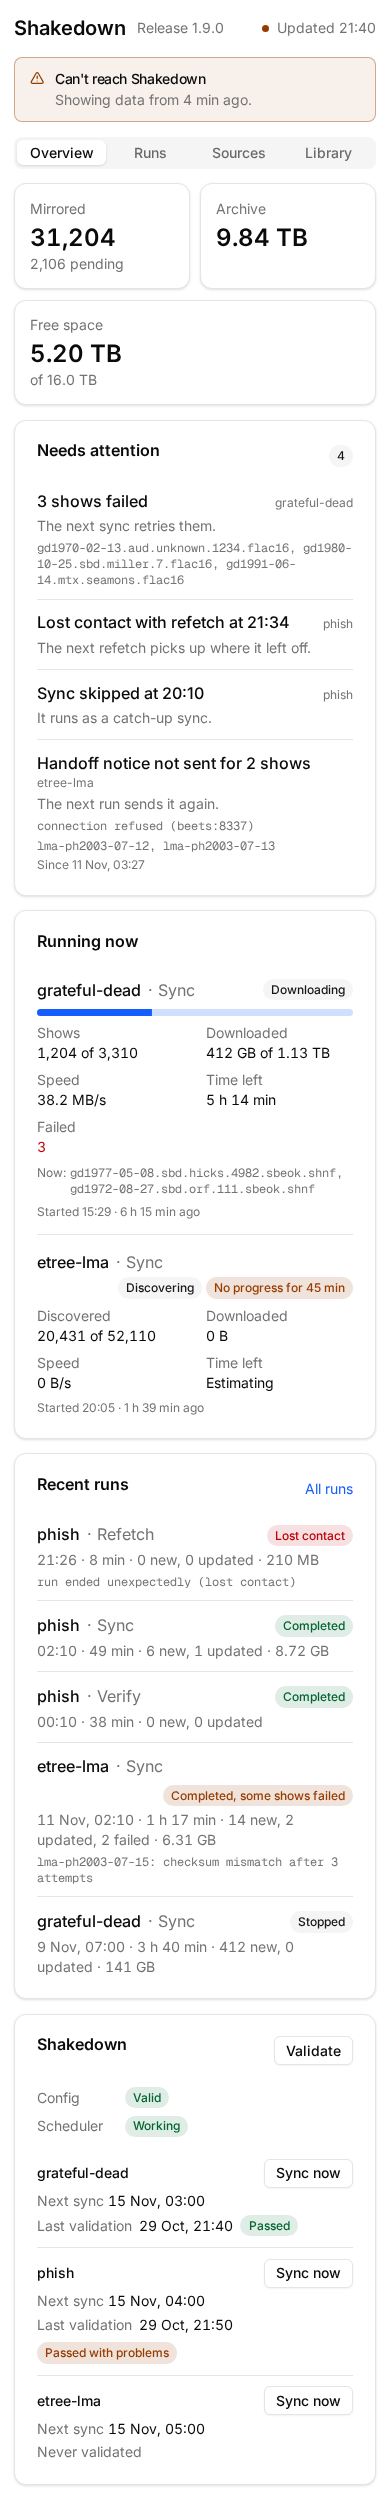 Shakedown Release 1.9.0 Updated 21:40
Can't reach Shakedown
Showing data from 4 min ago.
Overview Runs Sources Library
Mirrored
31,204
2,106 pending
Archive
9.84 TB
Free space
5.20 TB
of 16.0 TB
Needs attention 4
3 shows failed grateful-dead
The next sync retries them.
gd1970-02-13.aud.unknown.1234.flac16, gd1980-
10-25.sbd.miller.7.flac16, gd1991-06-
14.mtx.seamons.flac16
Lost contact with refetch at 21:34 phish
The next refetch picks up where it left off.
Sync skipped at 20:10 phish
It runs as a catch-up sync.
Handoff notice not sent for 2 shows
etree-lma
The next run sends it again.
connection refused (beets:8337)
lma-ph2003-07-12, lma-ph2003-07-13
Since 11 Nov, 03:27
Running now
grateful-dead · Sync Downloading
Shows Downloaded
1,204 of 3,310 412 GB of 1.13 TB
Speed Time left
38.2 MB/s 5 h 14 min
Failed
3
Now: gd1977-05-08.sbd.hicks.4982.sbeok.shnf,
gd1972-08-27.sbd.orf.111.sbeok.shnf
Started 15:29 · 6 h 15 min ago
etree-lma · Sync
Discovering No progress for 45 min
Discovered Downloaded
20,431 of 52,110 0 B
Speed Time left
0 B/s Estimating
Started 20:05 · 1 h 39 min ago
Recent runs All runs
phish · Refetch Lost contact
21:26 · 8 min · 0 new, 0 updated · 210 MB
run ended unexpectedly (lost contact)
phish · Sync Completed
02:10 · 49 min · 6 new, 1 updated · 8.72 GB
phish · Verify Completed
00:10 · 38 min · 0 new, 0 updated
etree-lma · Sync
Completed, some shows failed
11 Nov, 02:10 · 1 h 17 min · 14 new, 2
updated, 2 failed · 6.31 GB
lma-ph2003-07-15: checksum mismatch after 3
attempts
grateful-dead · Sync Stopped
9 Nov, 07:00 · 3 h 40 min · 412 new, 0
updated · 141 GB
Shakedown Validate
Config Valid
Scheduler Working
grateful-dead Sync now
Next sync 15 Nov, 03:00
Last validation 29 Oct, 21:40 Passed
phish Sync now
Next sync 15 Nov, 04:00
Last validation 29 Oct, 21:50
Passed with problems
etree-lma Sync now
Next sync 15 Nov, 05:00
Never validated